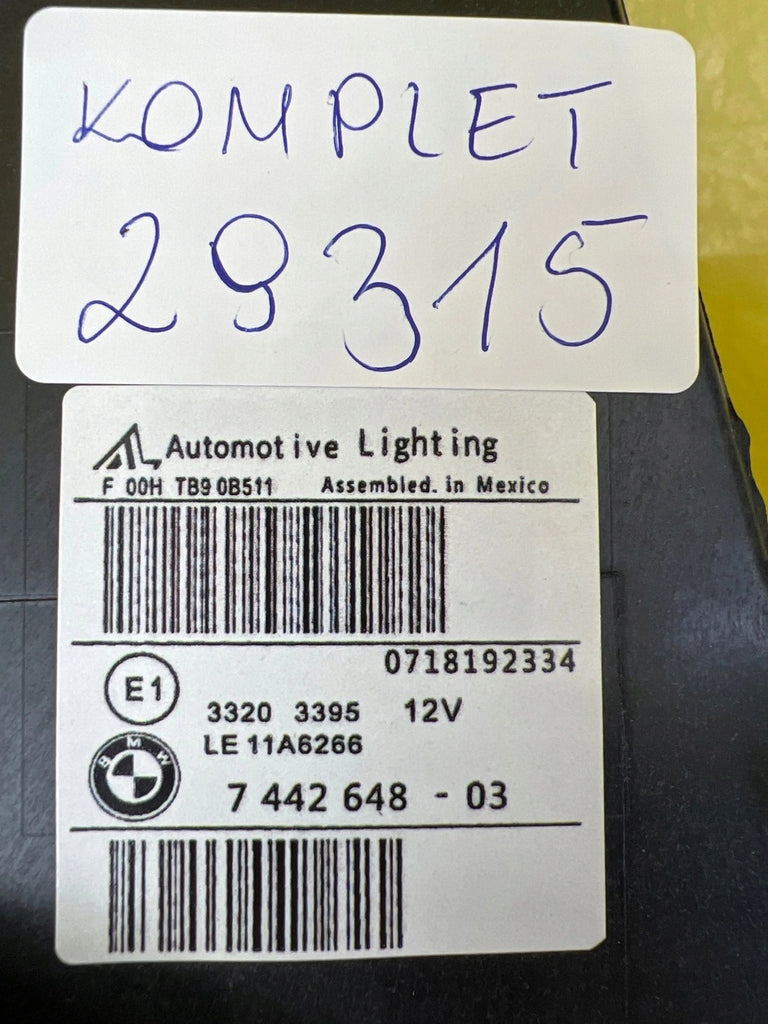 KOMPLET
29315
AL Automotive Lighting
F 00H TB9 0B511 Assembled. in Mexico
0718192334
E1
3320 3395 12V
LE 11A6266
BMW
7 442 648 - 03